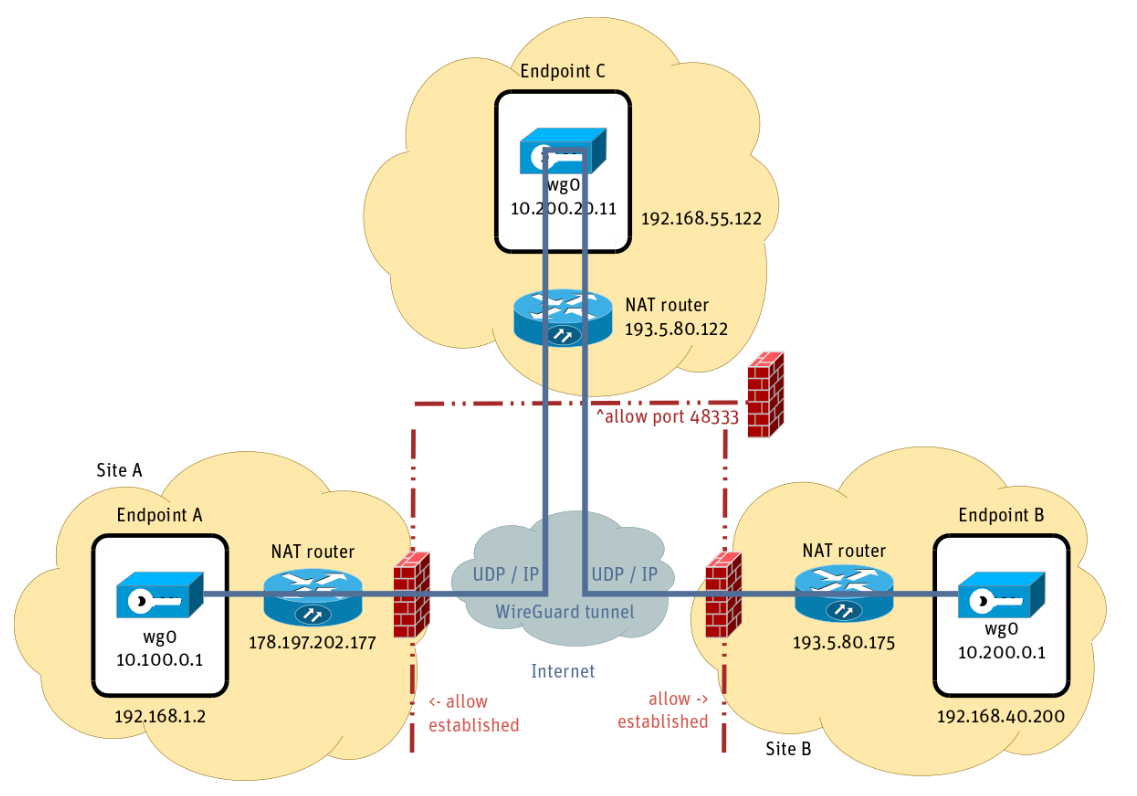 Endpoint C
wg0
10.200.20.11
192.168.55.122
NAT router
193.5.80.122
^allow port 48333
Site A
Endpoint A
NAT router
wg0
10.100.0.1
178.197.202.177
192.168.1.2
UDP / IP
UDP / IP
WireGuard tunnel
Internet
<- allow
established
allow ->
established
Endpoint B
NAT router
wg0
10.200.0.1
193.5.80.175
192.168.40.200
Site B